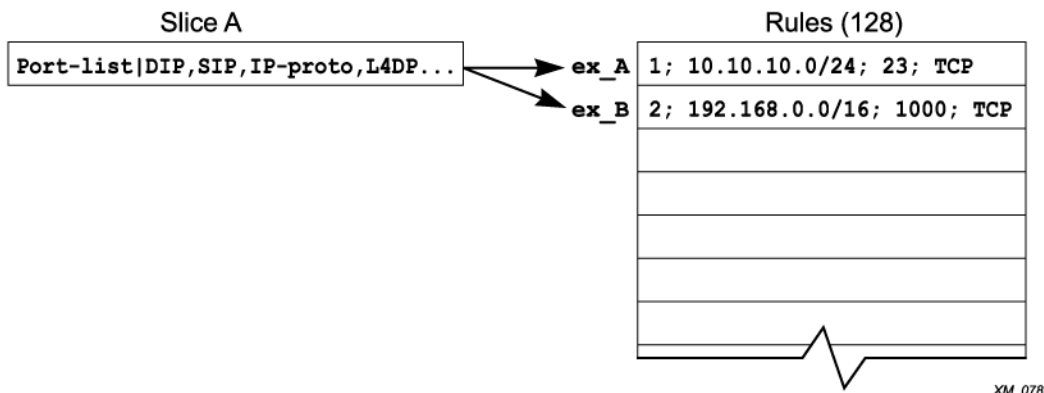 Slice A
Rules (128)
Port-list|DIP,SIP,IP-proto,L4DP...
ex_A 1; 10.10.10.0/24; 23; TCP
ex_B 2; 192.168.0.0/16; 1000; TCP
XM_078